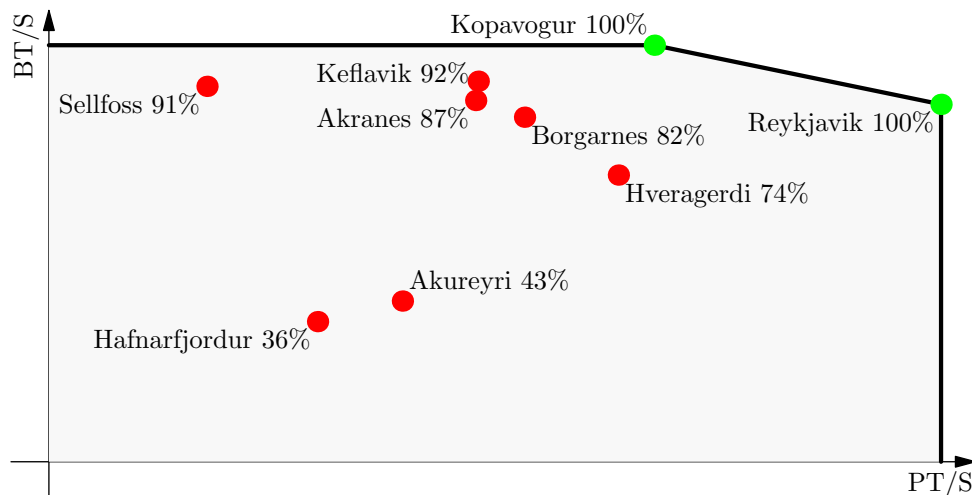 BT/S
Kopavogur 100%
Keflavik 92%
Sellfoss 91%
Akranes 87%
Reykjavik 100%
Borgarnes 82%
Hveragerdi 74%
Akureyri 43%
Hafnarfjordur 36%
PT/S